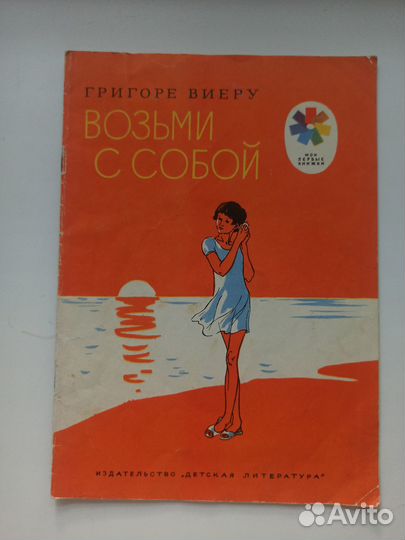 ГРИГОРЕ ВИЕРУ
ВОЗЬМИ
С СОБОЙ
МОИ
ПЕРВЫЕ
КНИЖКИ
ИЗДАТЕЛЬСТВО „ДЕТСКАЯ ЛИТЕРАТУРА"
Avito